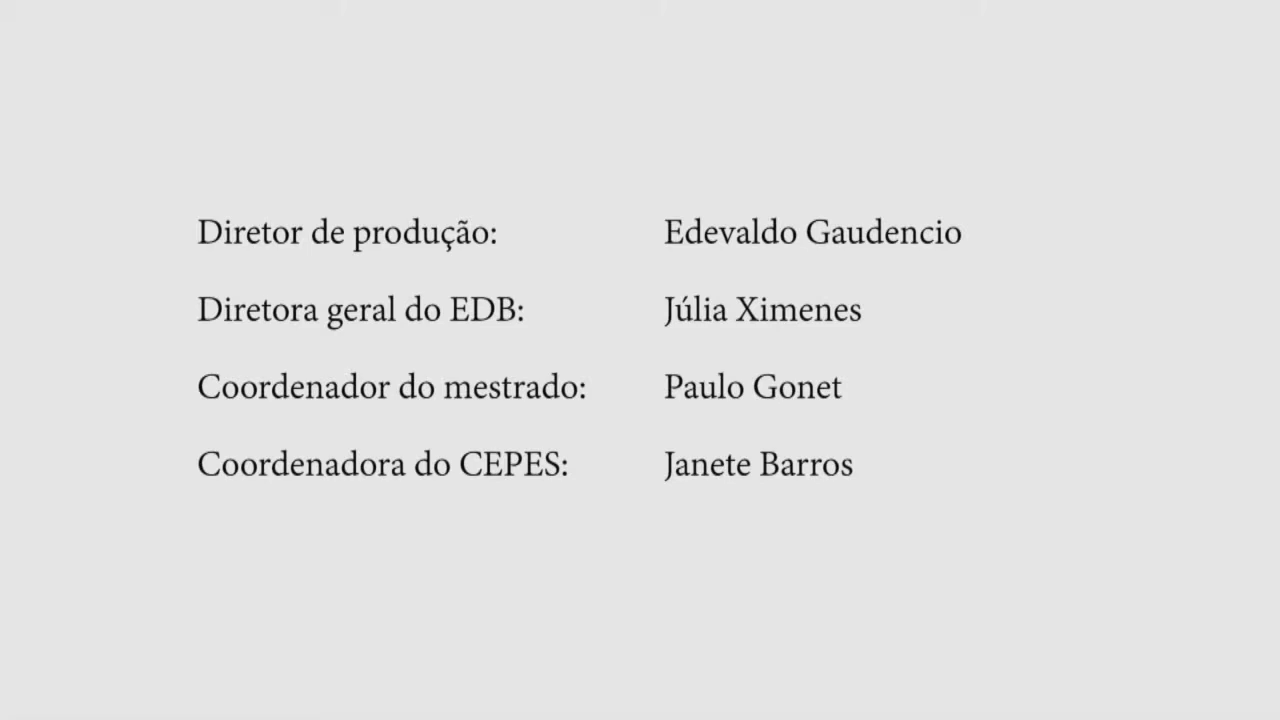 Diretor de produção: Edevaldo Gaudencio
Diretora geral do EDB: Júlia Ximenes
Coordenador do mestrado: Paulo Gonet
Coordenadora do CEPES: Janete Barros